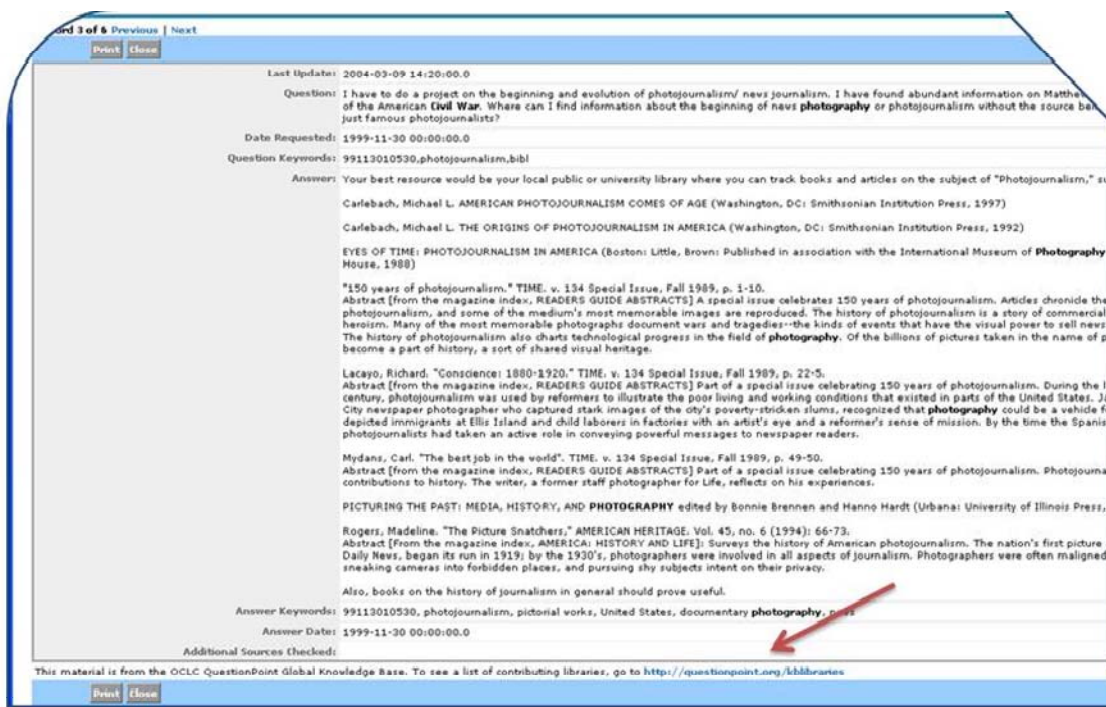 ord 3 of 6 Previous | Next
Print Close
Last Update: 2004-03-09 14:20:00.0
Question: I have to do a project on the beginning and evolution of photojournalism/ news journalism. I have found abundant information on Matthew
of the American Civil War. Where can I find information about the beginning of news photography or photojournalism without the source
just famous photojournalists?
Date Requested: 1999-11-30 00:00:00.0
Question Keywords: 99113010530,photojournalism,bibl
Answer: Your best resource would be your local public or university library where you can track books and articles on the subject of "Photojournalism," su
Carlebach, Michael L. AMERICAN PHOTOJOURNALISM COMES OF AGE (Washington, DC: Smithsonian Institution Press, 1997)
Carlebach, Michael L. THE ORIGINS OF PHOTOJOURNALISM IN AMERICA (Washington, DC: Smithsonian Institution Press, 1992)
EYES OF TIME: PHOTOJOURNALISM IN AMERICA (Boston: Little, Brown: Published in association with the International Museum of Photography
House, 1988)
"150 years of photojournalism." TIME. v. 134 Special Issue, Fall 1989, p. 1-10.
Abstract [from the magazine index, READERS GUIDE ABSTRACTS] A special issue celebrates 150 years of photojournalism. Articles chronicle the
photojournalism, and some of the medium's most memorable images are reproduced. The history of photojournalism is a story of commercial
heroism. Many of the most memorable photographs document wars and tragedies--the kinds of events that have the visual power to sell news
The history of photojournalism also charts technological progress in the field of photography. Of the billions of pictures taken in the name of p
become a part of history, a sort of shared visual heritage.
Lacayo, Richard. "Conscience: 1880-1920." TIME. v. 134 Special Issue, Fall 1989, p. 22-5.
Abstract [from the magazine index, READERS GUIDE ABSTRACTS] Part of a special issue celebrating 150 years of photojournalism. During the l
century, photojournalism was used by reformers to illustrate the poor living and working conditions that existed in parts of the United States. Ja
City newspaper photographer who captured stark images of the city's poverty-stricken slums, recognized that photography could be a vehicle f
depicted immigrants at Ellis Island and child laborers in factories with an artist's eye and a reformer's sense of mission. By the time the Spanis
photojournalists had taken an active role in conveying powerful messages to newspaper readers.
Mydans, Carl. "The best job in the world". TIME. v. 134 Special Issue, Fall 1989, p. 49-50.
Abstract [from the magazine index, READERS GUIDE ABSTRACTS] Part of a special issue celebrating 150 years of photojournalism. Photojourna
contributions to history. The writer, a former staff photographer for Life, reflects on his experiences.
PICTURING THE PAST: MEDIA, HISTORY, AND PHOTOGRAPHY edited by Bonnie Brennen and Hanno Hardt (Urbana: University of Illinois Press,
Rogers, Madeline. "The Picture Snatchers," AMERICAN HERITAGE. Vol. 45, no. 6 (1994): 66-73.
Abstract [From the magazine index, AMERICA: HISTORY AND LIFE]: Surveys the history of American photojournalism. The nation's first picture
Daily News, began its run in 1919; by the 1930's, photographers were involved in all aspects of journalism. Photographers were often maligned
sneaking cameras into forbidden places, and pursuing shy subjects intent on their privacy.
Also, books on the history of journalism in general should prove useful.
Answer Keywords: 99113010530, photojournalism, pictorial works, United States, documentary photography,
Answer Date: 1999-11-30 00:00:00.0
Additional Sources Checked:
This material is from the OCLC QuestionPoint Global Knowledge Base. To see a list of contributing libraries, go to http://questionpoint.org/kblibraries
Print Close